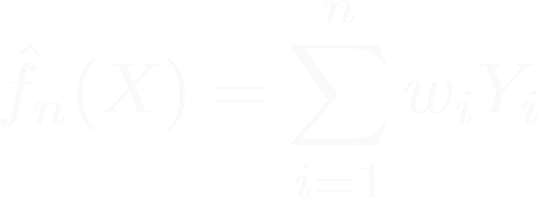 $\hat{f}_n(X) = \sum_{i=1}^{n} w_i Y_i$